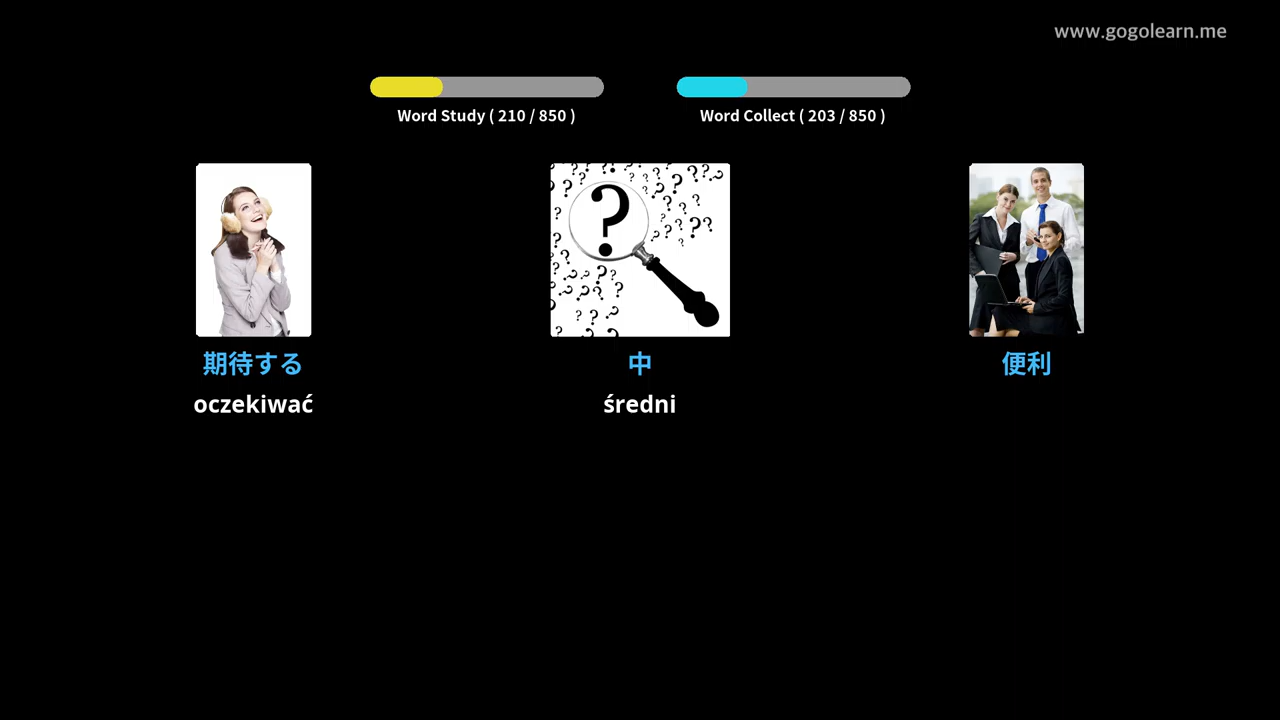 www.gogolearn.me
Word Study ( 210 / 850 )
Word Collect ( 203 / 850 )
期待する
中
便利
oczekiwać
średni